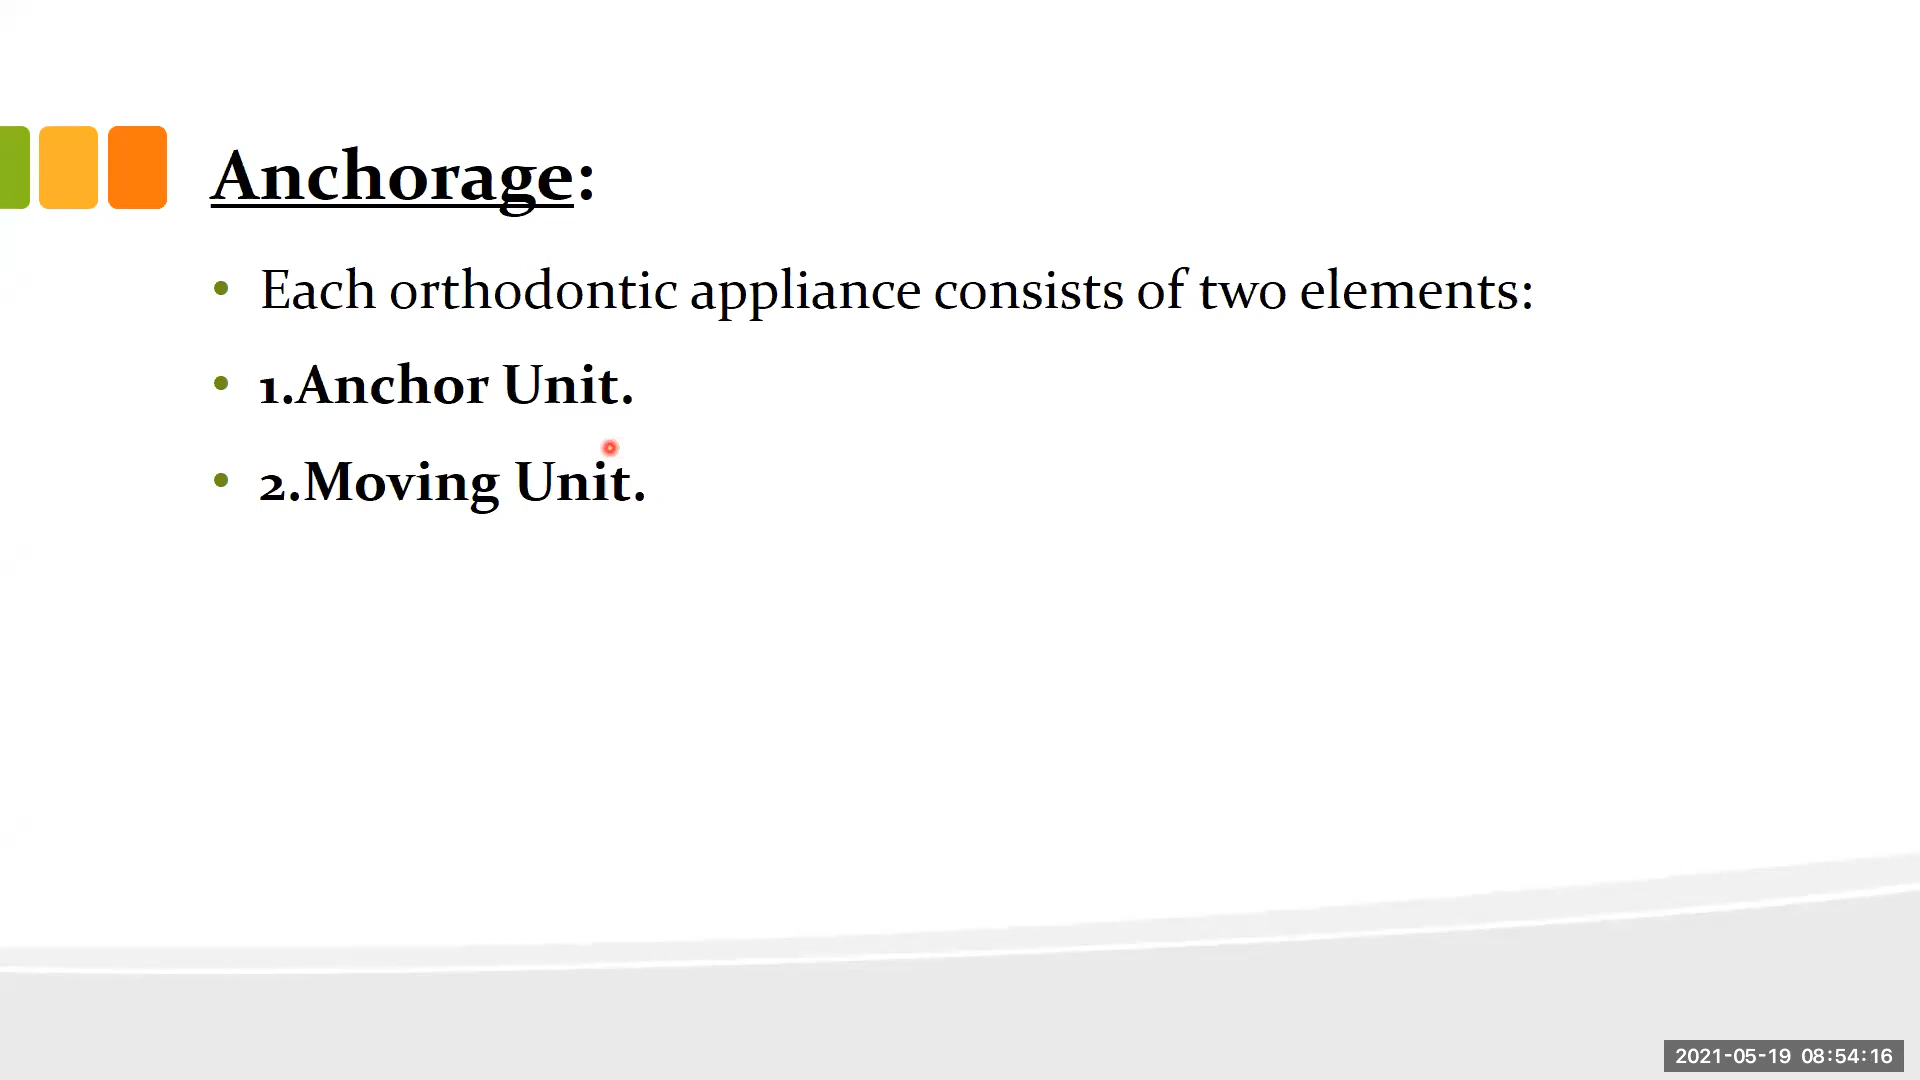 Anchorage:
• Each orthodontic appliance consists of two elements:
• 1.Anchor Unit.
• 2.Moving Unit.
2021-05-19 08:54:16